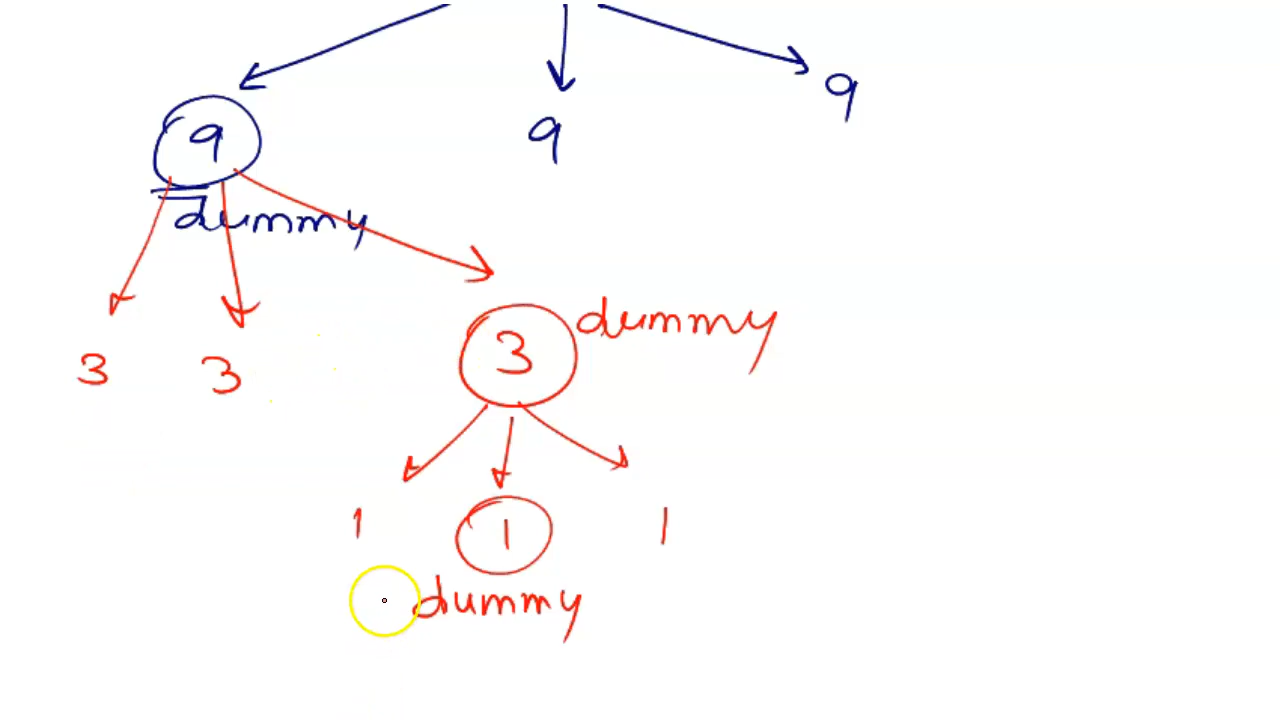 9 9 9
dummy
3 3 3 dummy
1 1 1
dummy